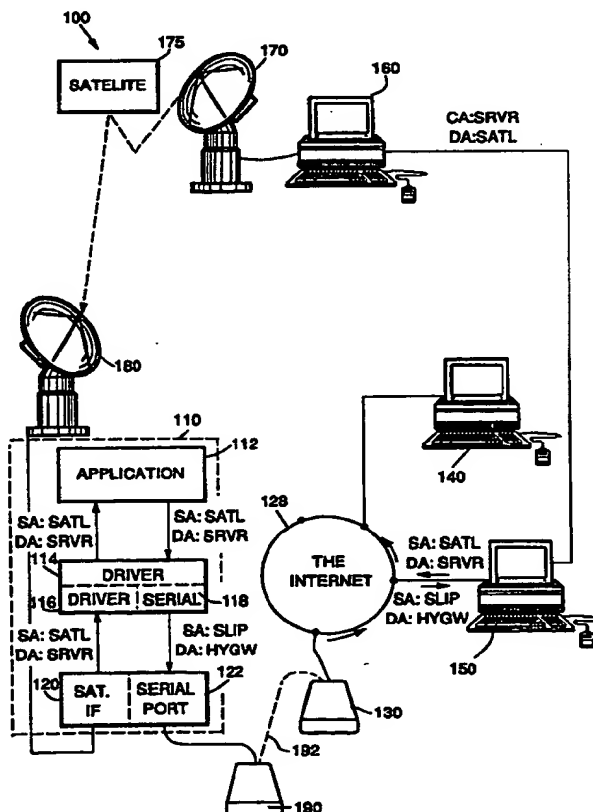 100
175
SATELITE
170
160
CA:SRVR
DA:SATL
180
110
112
APPLICATION
140
SA: SATL
DA: SRVR
SA: SATL
DA: SRVR
128
THE
INTERNET
SA: SATL
DA: SRVR
SA: SLIP
DA: HYGW
150
114
DRIVER
116
DRIVER
SERIAL
118
SA: SATL
DA: SRVR
SA: SLIP
DA: HYGW
120
SAT.
IF
SERIAL
PORT
122
130
192
190